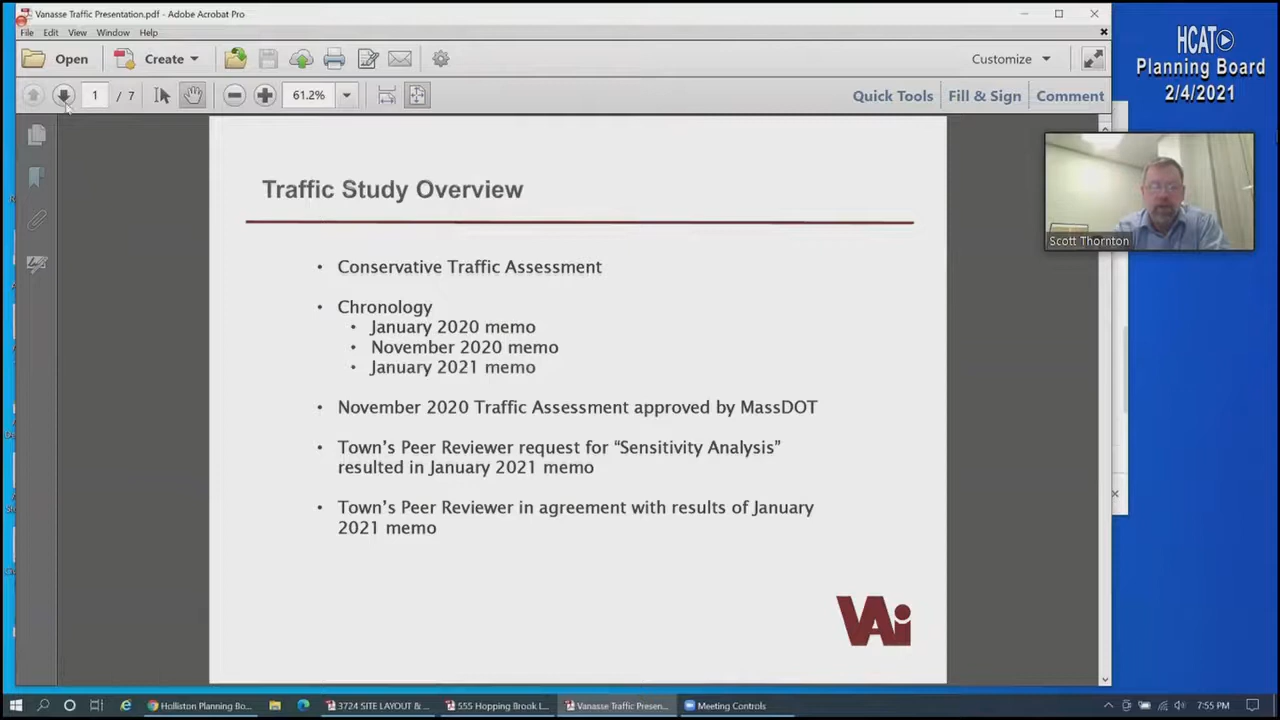 Vanasse Traffic Presentation.pdf - Adobe Acrobat Pro
File Edit View Window Help
Open Create Customize
1 / 7 61.2% Quick Tools Fill & Sign Comment
HCAT
Planning Board
2/4/2021
Scott Thornton
Traffic Study Overview
• Conservative Traffic Assessment
• Chronology
• January 2020 memo
• November 2020 memo
• January 2021 memo
• November 2020 Traffic Assessment approved by MassDOT
• Town's Peer Reviewer request for “Sensitivity Analysis”
resulted in January 2021 memo
• Town's Peer Reviewer in agreement with results of January
2021 memo
VAi
Holliston Planning Bo... 3724 SITE LAYOUT & ... 555 Hopping Brook L... Vanasse Traffic Presen... Meeting Controls 7:55 PM